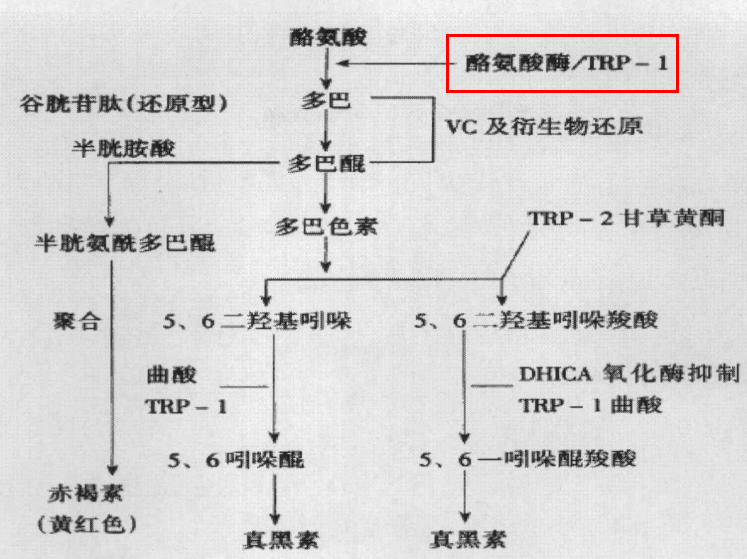 酪氨酸
酪氨酸酶/TRP-1
谷胱苷肽(还原型)
多巴
VC及衍生物还原
半胱胺酸
多巴醌
TRP-2甘草黄酮
多巴色素
半胱氨酰多巴醌
聚合
5、6二羟基吲哚
5、6二羟基吲哚羧酸
曲酸
TRP-1
DHICA 氧化酶抑制
TRP-1曲酸
5、6吲哚醌
5、6一吲哚醌羧酸
赤褐素
(黄红色)
真黑素
真黑素